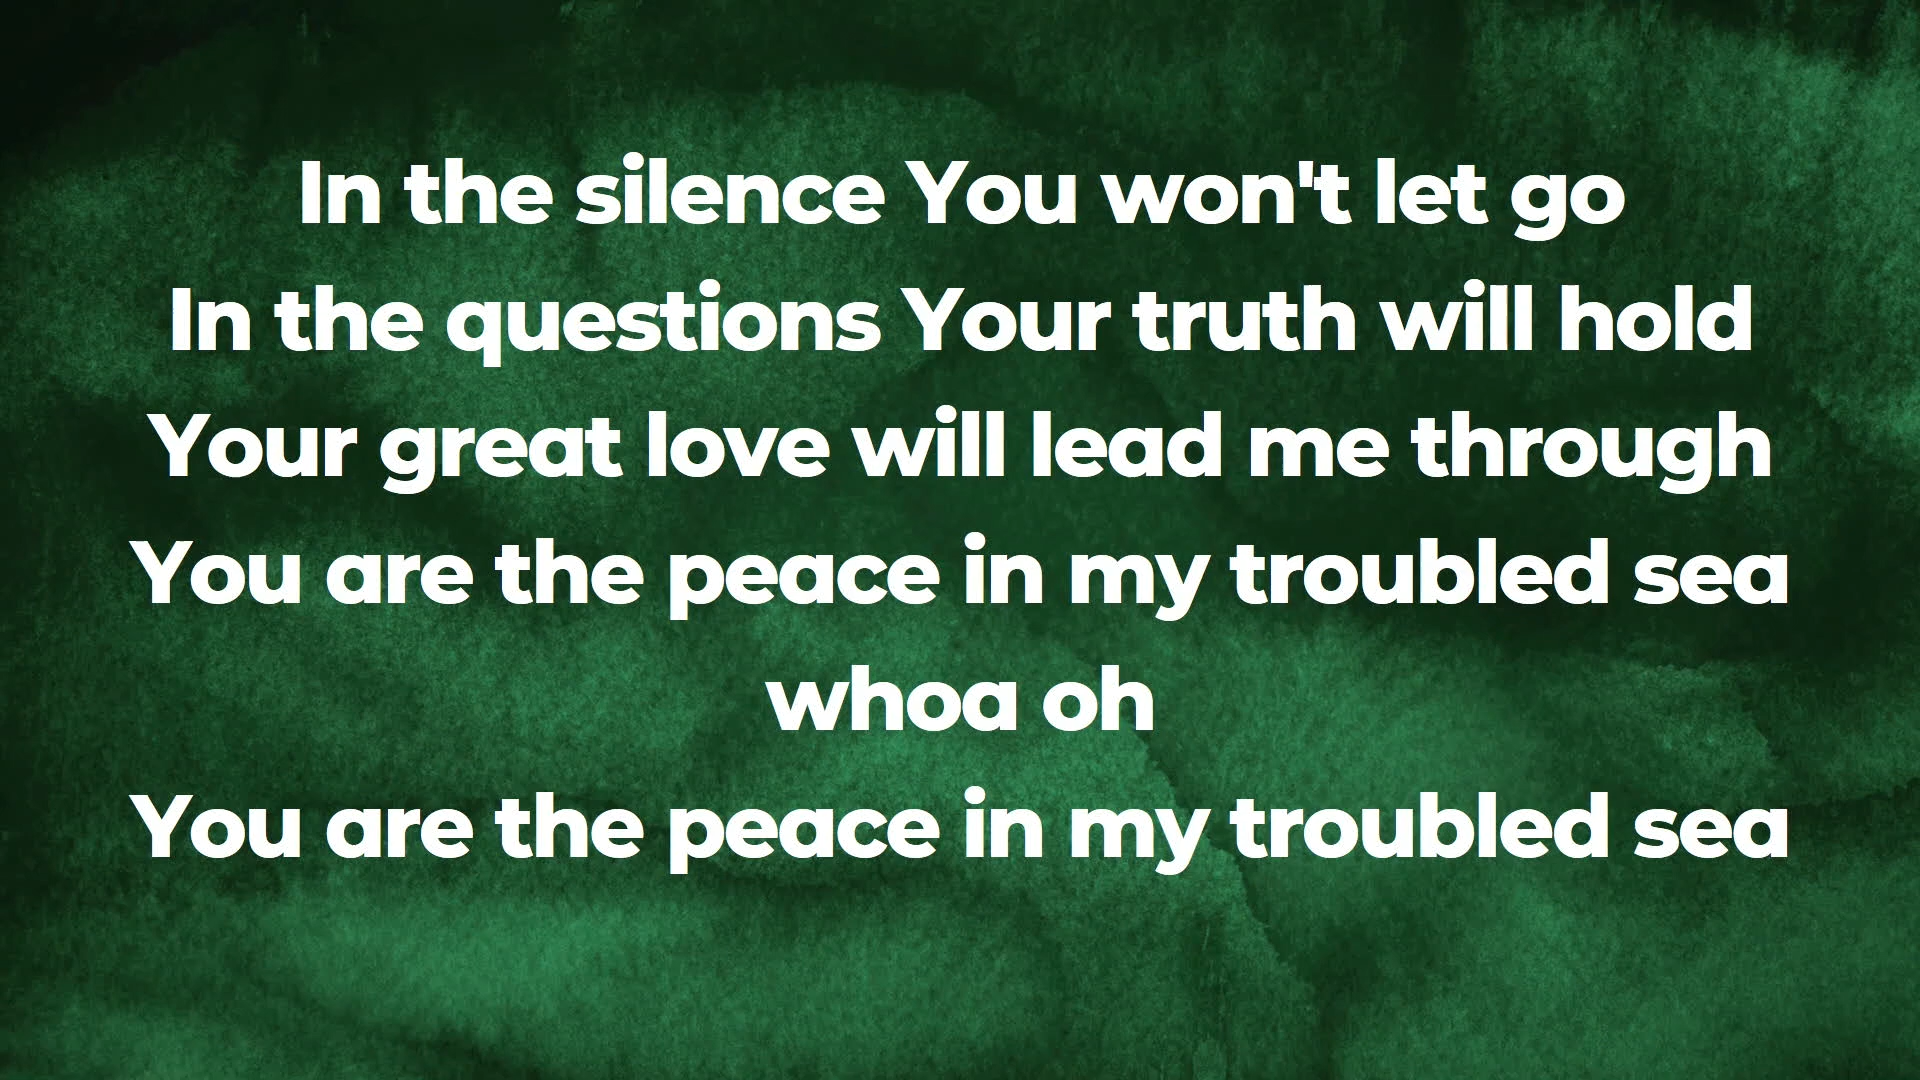 In the silence You won't let go
In the questions Your truth will hold
Your great love will lead me through
You are the peace in my troubled sea
whoa oh
You are the peace in my troubled sea